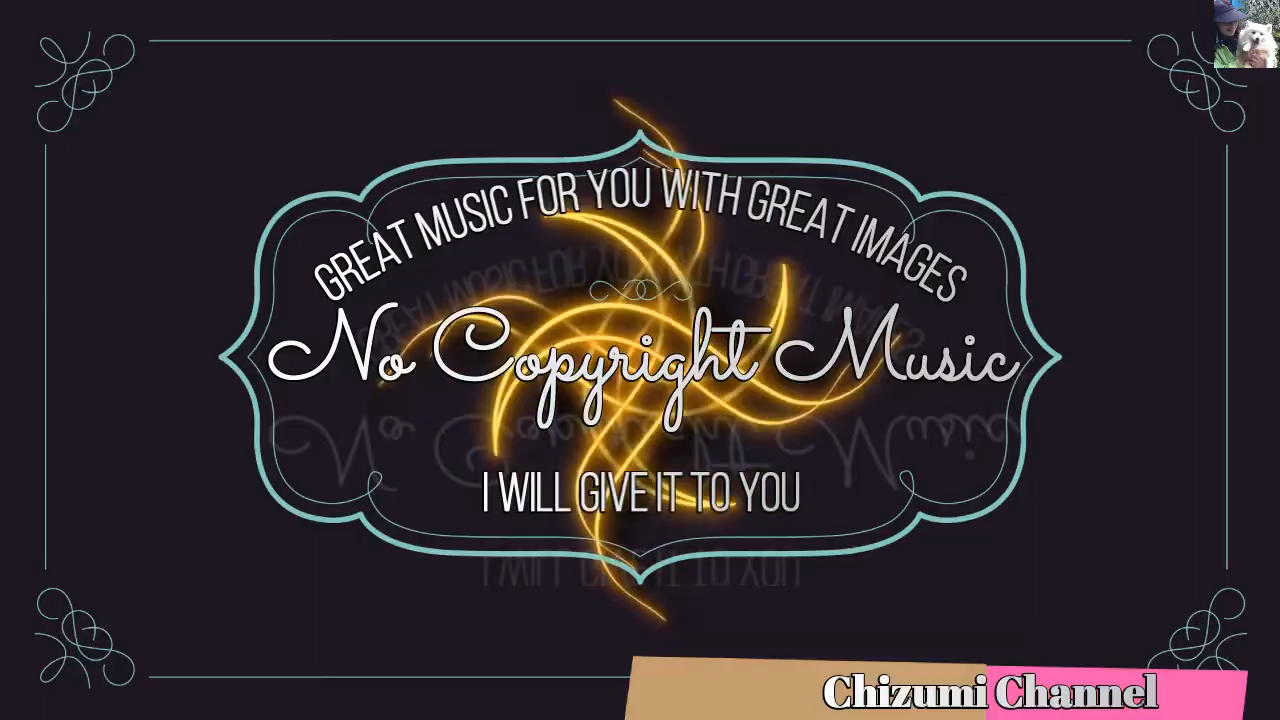 GREAT MUSIC FOR YOU WITH GREAT IMAGES
No Copyright Music
I WILL GIVE IT TO YOU
Chizumi Channel